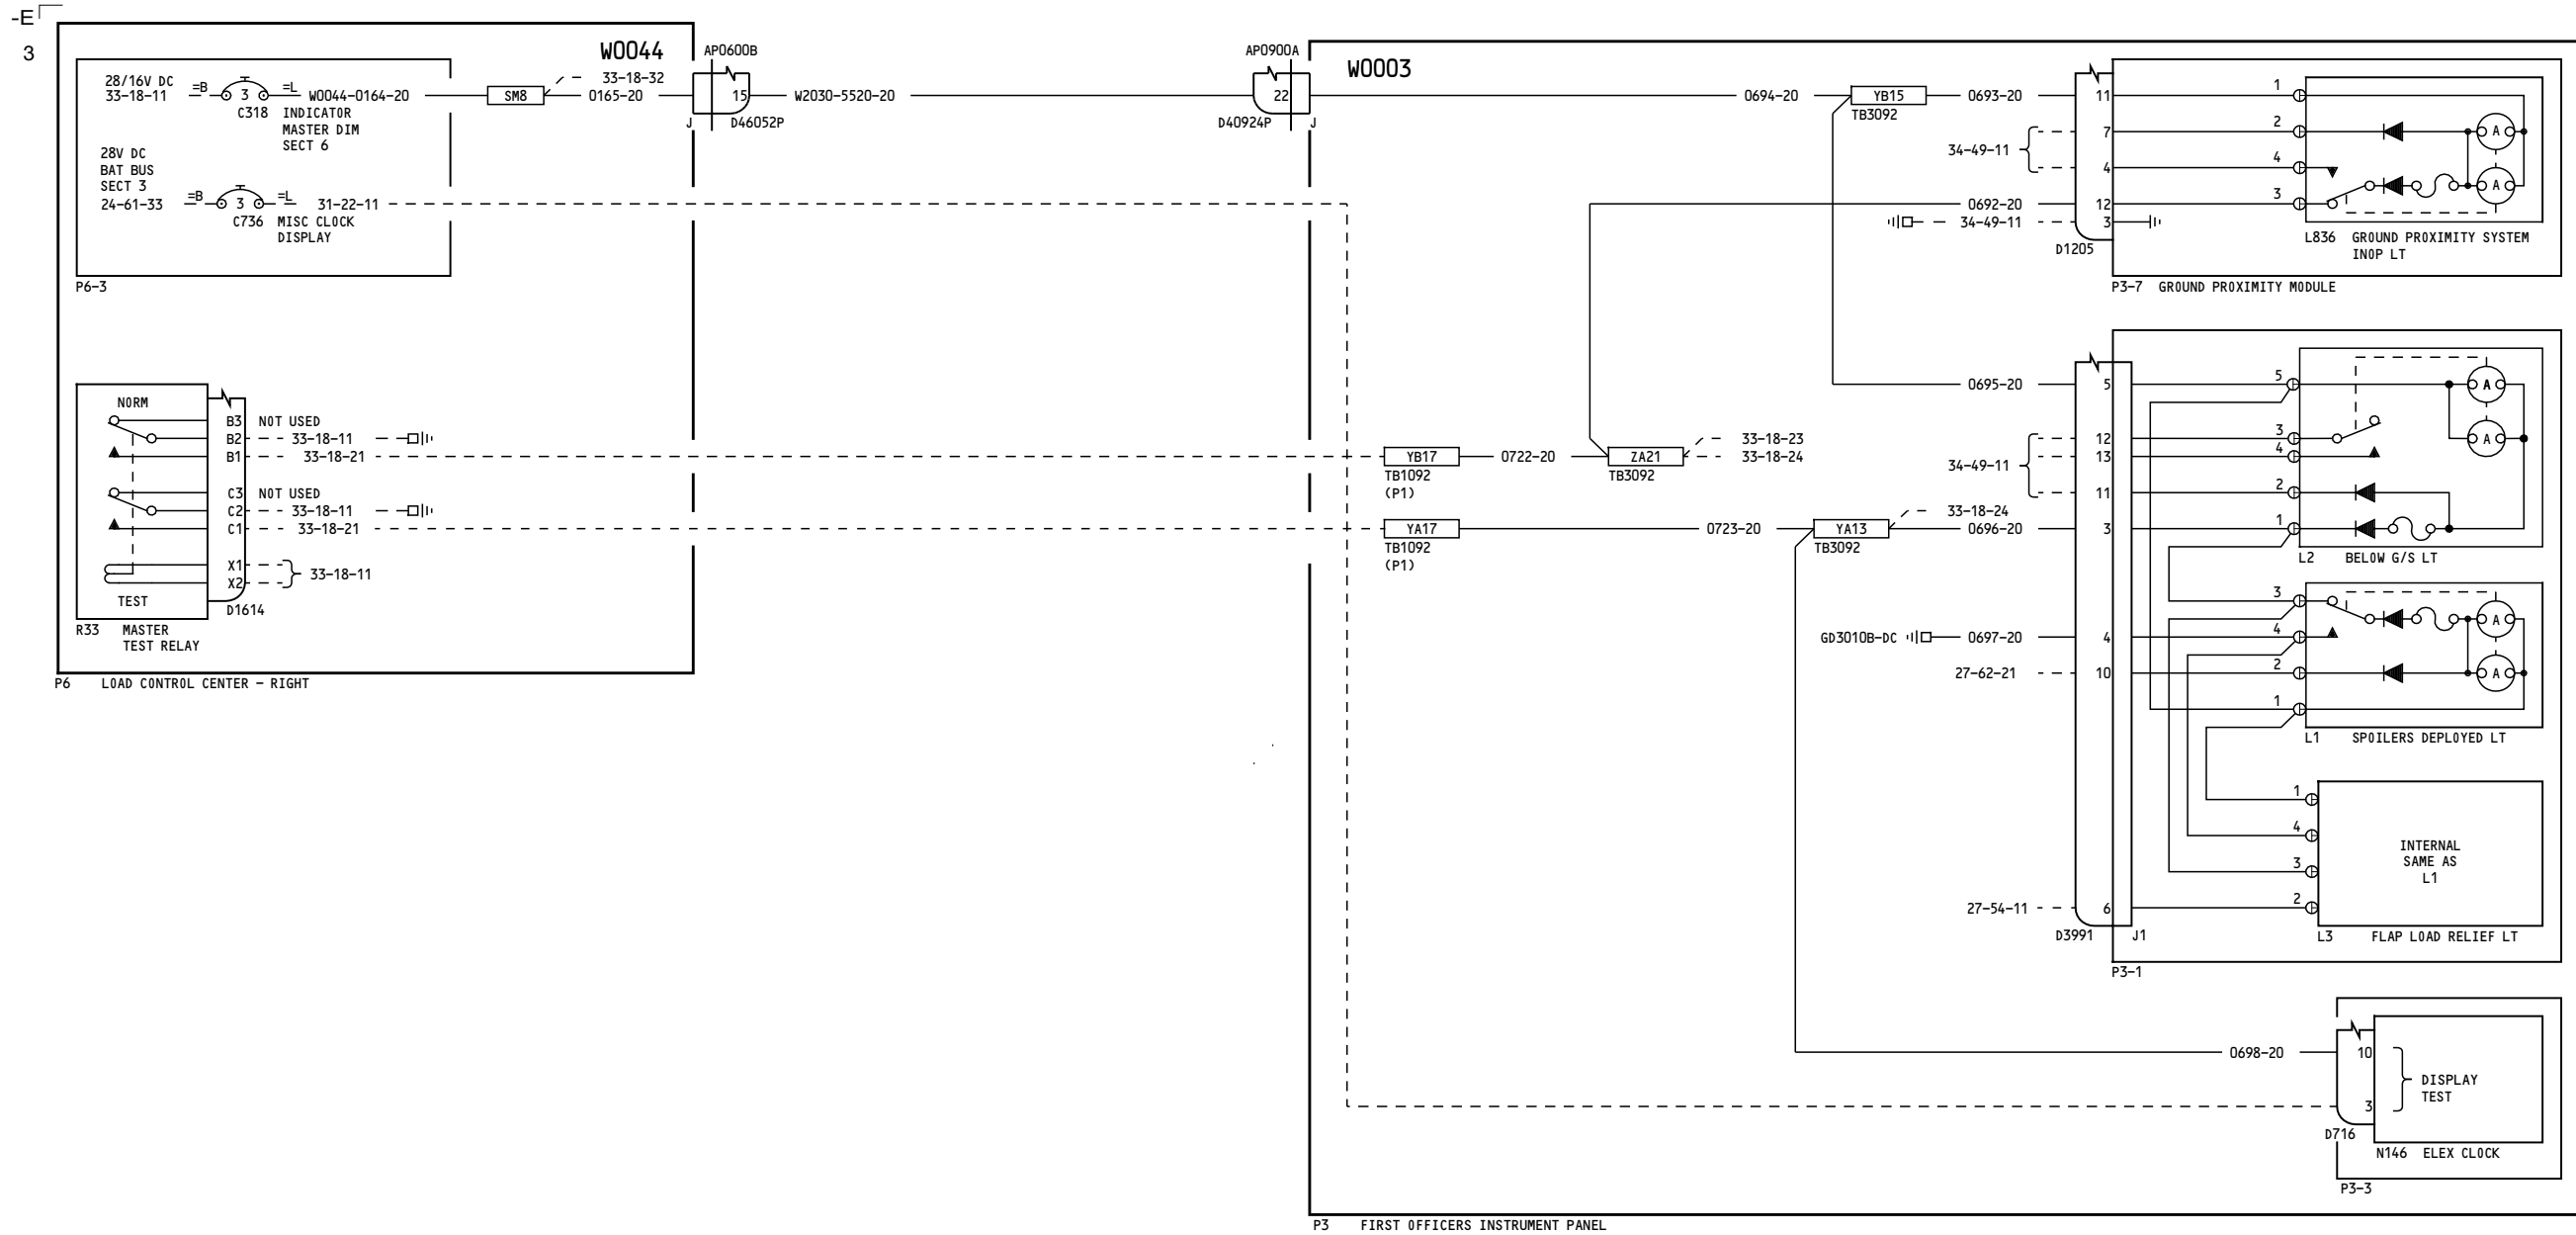 -E
3
W0044
28/16V DC
33-18-11
=B
3
=L
W0044-0164-20
C318
INDICATOR
MASTER DIM
SECT 6
SM8
33-18-32
0165-20
AP0600B
15
J
D46052P
W2030-5520-20
28V DC
BAT BUS
SECT 3
24-61-33
=B
3
=L
31-22-11
C736
MISC CLOCK
DISPLAY
P6-3
NORM
B3
NOT USED
B2
33-18-11
B1
33-18-21
C3
NOT USED
C2
33-18-11
C1
33-18-21
X1
X2
33-18-11
TEST
D1614
R33
MASTER
TEST RELAY
P6
LOAD CONTROL CENTER - RIGHT
AP0900A
22
D40924P
J
W0003
0694-20
YB15
TB3092
0693-20
11
34-49-11
7
4
0692-20
12
34-49-11
3
D1205
1
2
4
3
A
A
L836
GROUND PROXIMITY SYSTEM
INOP LT
P3-7
GROUND PROXIMITY MODULE
0695-20
5
YB17
TB1092
(P1)
0722-20
ZA21
TB3092
33-18-23
33-18-24
34-49-11
12
13
11
YA17
TB1092
(P1)
0723-20
YA13
TB3092
33-18-24
0696-20
3
GD3010B-DC
0697-20
4
27-62-21
10
27-54-11
6
D3991
J1
5
3
4
2
1
A
A
L2
BELOW G/S LT
3
4
2
1
A
A
L1
SPOILERS DEPLOYED LT
1
4
3
2
INTERNAL
SAME AS
L1
L3
FLAP LOAD RELIEF LT
P3-1
0698-20
10
3
DISPLAY
TEST
D716
N146
ELEX CLOCK
P3-3
P3
FIRST OFFICERS INSTRUMENT PANEL